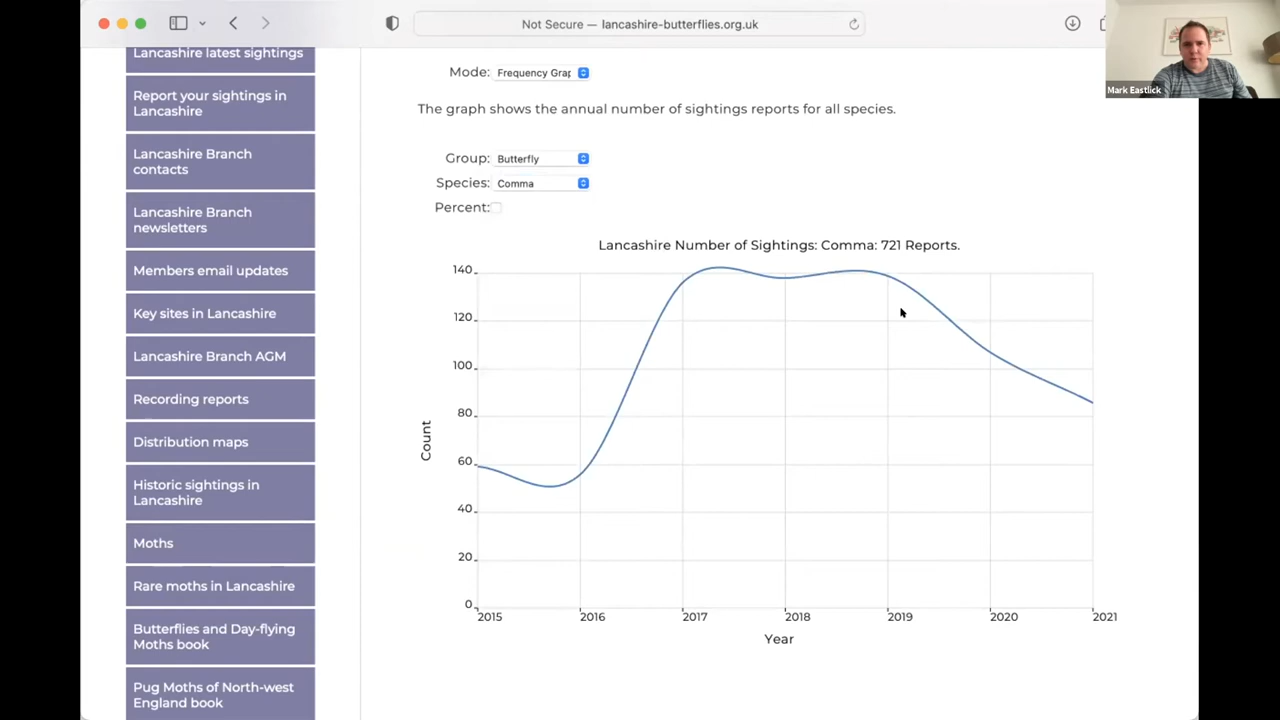 Not Secure — lancashire-butterflies.org.uk
Mark Eastlick
Lancashire latest sightings
Report your sightings in
Lancashire
Lancashire Branch
contacts
Lancashire Branch
newsletters
Members email updates
Key sites in Lancashire
Lancashire Branch AGM
Recording reports
Distribution maps
Historic sightings in
Lancashire
Moths
Rare moths in Lancashire
Butterflies and Day-flying
Moths book
Pug Moths of North-west
England book
Mode: Frequency Grap
The graph shows the annual number of sightings reports for all species.
Group: Butterfly
Species: Comma
Percent:
Lancashire Number of Sightings: Comma: 721 Reports.
140
120
100
80
60
40
20
0
Count
2015 2016 2017 2018 2019 2020 2021
Year